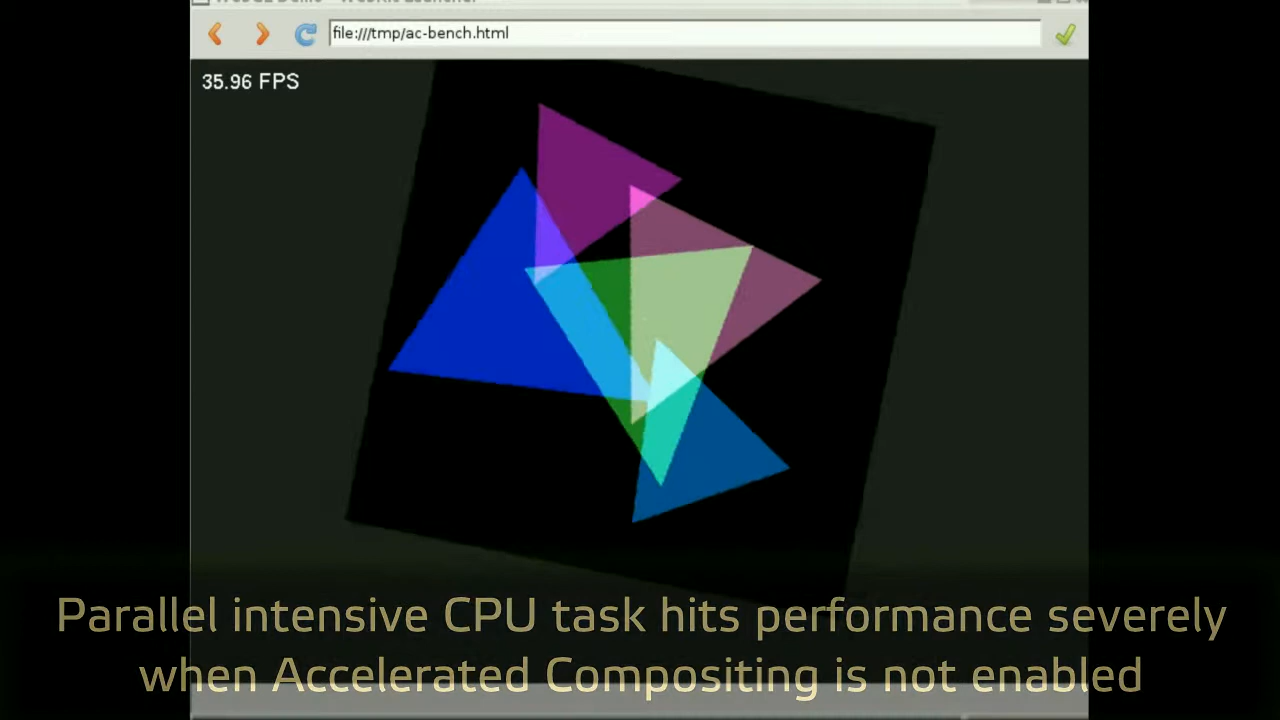 file:///tmp/ac-bench.html
35.96 FPS
Parallel intensive CPU task hits performance severely
when Accelerated Compositing is not enabled